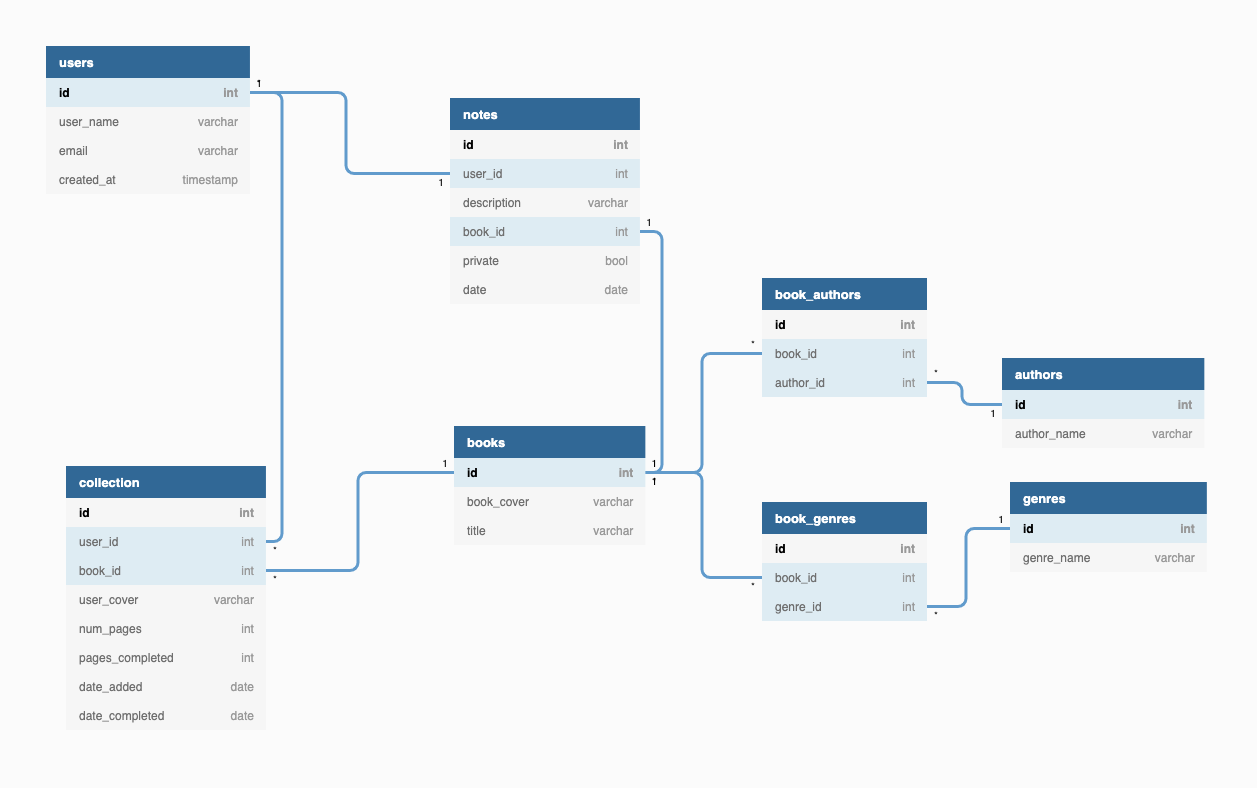 users
1
id int
user_name varchar
email varchar
created_at timestamp
notes
id int
1
user_id int
description varchar
1
book_id int
private bool
date date
book_authors
id int
*
book_id int
author_id int
*
authors
1
id int
author_name varchar
books
1
id int
1
1
book_cover varchar
title varchar
collection
id int
user_id int
*
book_id int
*
user_cover varchar
num_pages int
pages_completed int
date_added date
date_completed date
book_genres
id int
book_id int
*
genre_id int
*
genres
1
id int
genre_name varchar